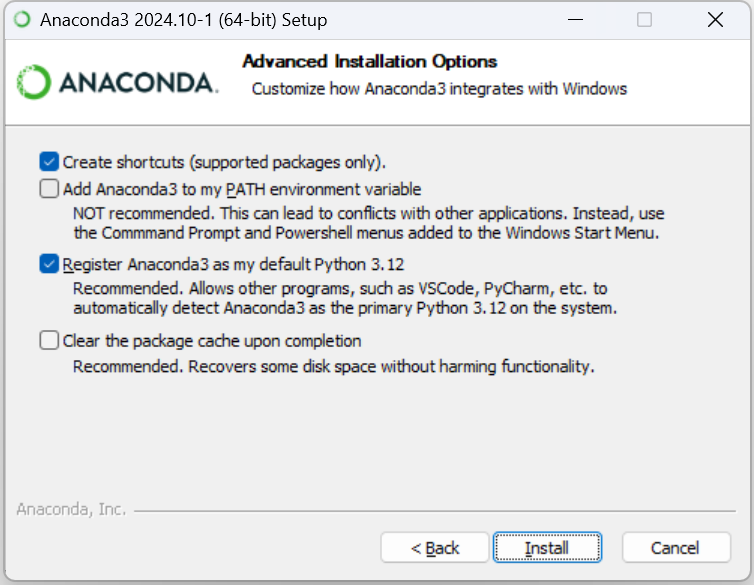 Anaconda3 2024.10-1 (64-bit) Setup
ANACONDA.
Advanced Installation Options
Customize how Anaconda3 integrates with Windows
Create shortcuts (supported packages only).
Add Anaconda3 to my PATH environment variable
NOT recommended. This can lead to conflicts with other applications. Instead, use
the Commmand Prompt and Powershell menus added to the Windows Start Menu.
Register Anaconda3 as my default Python 3.12
Recommended. Allows other programs, such as VSCode, PyCharm, etc. to
automatically detect Anaconda3 as the primary Python 3.12 on the system.
Clear the package cache upon completion
Recommended. Recovers some disk space without harming functionality.
Anaconda, Inc.
< Back
Install
Cancel